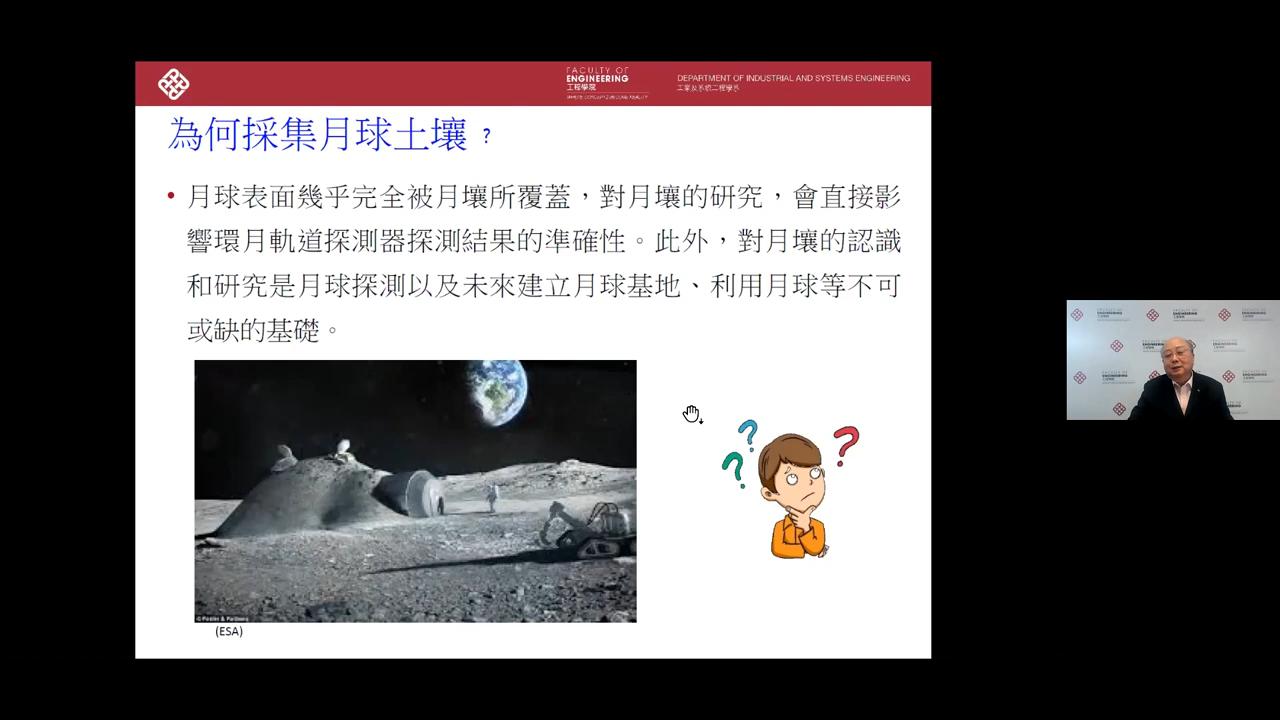 FACULTY OF
ENGINEERING
工程學院
DEPARTMENT OF INDUSTRIAL AND SYSTEMS ENGINEERING
工業及系統工程學系
為何採集月球土壤？
• 月球表面幾乎完全被月壤所覆蓋，對月壤的研究，會直接影
響環月軌道探測器探測結果的準確性。此外，對月壤的認識
和研究是月球探測以及未來建立月球基地、利用月球等不可
或缺的基礎。
© Foster & Partners
(ESA)